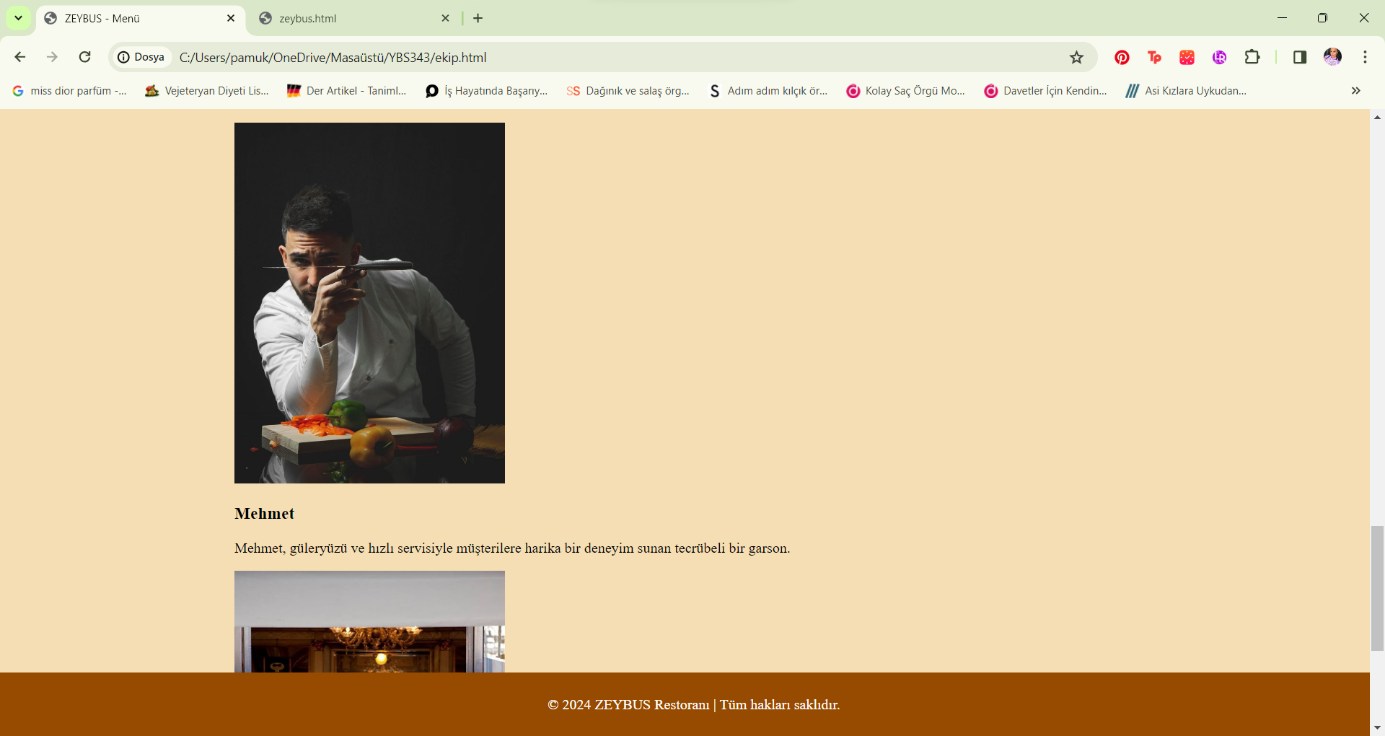 ZEYBUS - Menü
zeybus.html
Dosya
C:/Users/pamuk/OneDrive/Masaüstü/YBS343/ekip.html
miss dior parfüm -...
Vejeteryan Diyeti Lis...
Der Artikel - Taniml...
İş Hayatında Başarıy...
SS Dağınık ve salaş örg...
S Adım adım kılçık ör...
Kolay Saç Örgü Mo...
Davetler İçin Kendin...
Asi Kızlara Uykudan...
Mehmet
Mehmet, güleryüzü ve hızlı servisiyle müşterilere harika bir deneyim sunan tecrübeli bir garson.
© 2024 ZEYBUS Restoranı | Tüm hakları saklıdır.